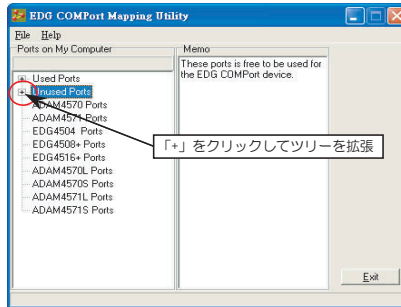 EDG COMPort Mapping Utility
File Help
Ports on My Computer
Used Ports
Unused Ports
ADAM4570 Ports
ADAM4571 Ports
EDG4504 Ports
EDG4508+ Ports
EDG4516+ Ports
ADAM4570L Ports
ADAM4570S Ports
ADAM4571L Ports
ADAM4571S Ports
Memo
These ports is free to be used for
the EDG COMPort device.
「+」をクリックしてツリーを拡張
Exit